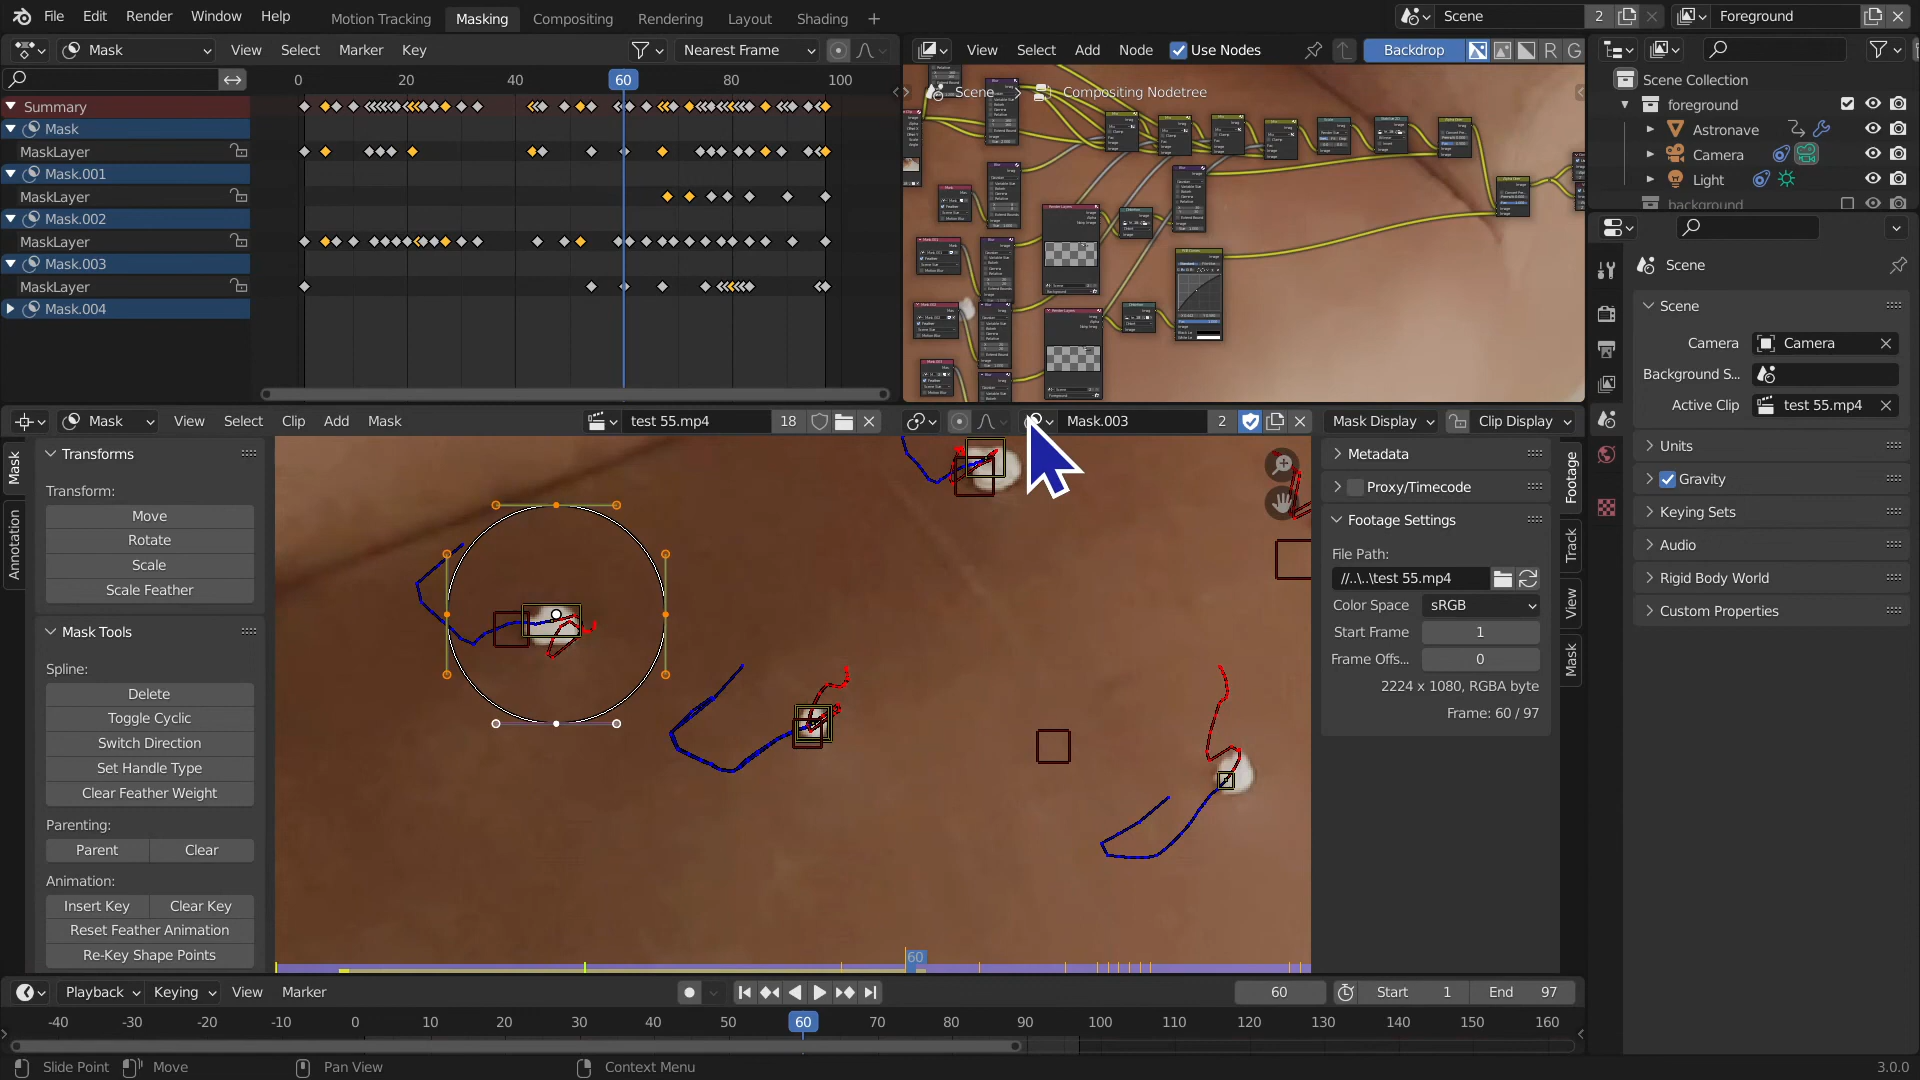 File Edit Render Window Help Motion Tracking Masking Compositing Rendering Layout Shading + Scene 2 Foreground
Mask View Select Marker Key Nearest Frame
View Select Add Node Use Nodes Backdrop R G
0 20 40 60 80 100
Summary
Mask
MaskLayer
Mask.001
MaskLayer
Mask.002
MaskLayer
Mask.003
MaskLayer
Mask.004
Scene > Compositing Nodetree
Scene Collection
foreground
Astronave
Camera
Light
background
Scene
Scene
Camera Camera
Background S...
Active Clip test 55.mp4
Units
Gravity
Keying Sets
Audio
Rigid Body World
Custom Properties
Mask View Select Clip Add Mask test 55.mp4 18 Mask.003 2 Mask Display Clip Display
Mask
Annotation
Transforms
Transform:
Move
Rotate
Scale
Scale Feather
Mask Tools
Spline:
Delete
Toggle Cyclic
Switch Direction
Set Handle Type
Clear Feather Weight
Parenting:
Parent Clear
Animation:
Insert Key Clear Key
Reset Feather Animation
Re-Key Shape Points
60
Metadata
Proxy/Timecode
Footage Settings
File Path:
//..\..\test 55.mp4
Color Space sRGB
Start Frame 1
Frame Offs... 0
2224 x 1080, RGBA byte
Frame: 60 / 97
Footage
Track
View
Mask
Playback Keying View Marker 60 Start 1 End 97
-40 -30 -20 -10 0 10 20 30 40 50 60 70 80 90 100 110 120 130 140 150 160
Slide Point Move Pan View Context Menu 3.0.0